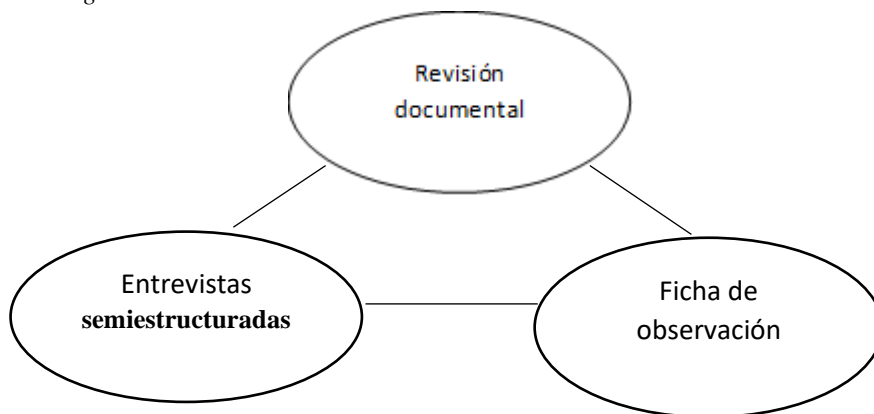 Revisión
documental
Entrevistas
semiestructuradas
Ficha de
observación